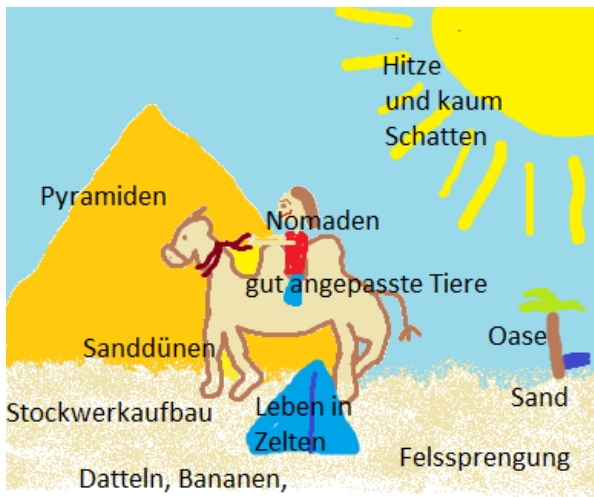 Hitze
und kaum
Schatten
Pyramiden
Nomaden
gut angepasste Tiere
Oase
Sanddünen
Sand
Stockwerkaufbau
Leben in
Zelten
Felssprengung
Datteln, Bananen,